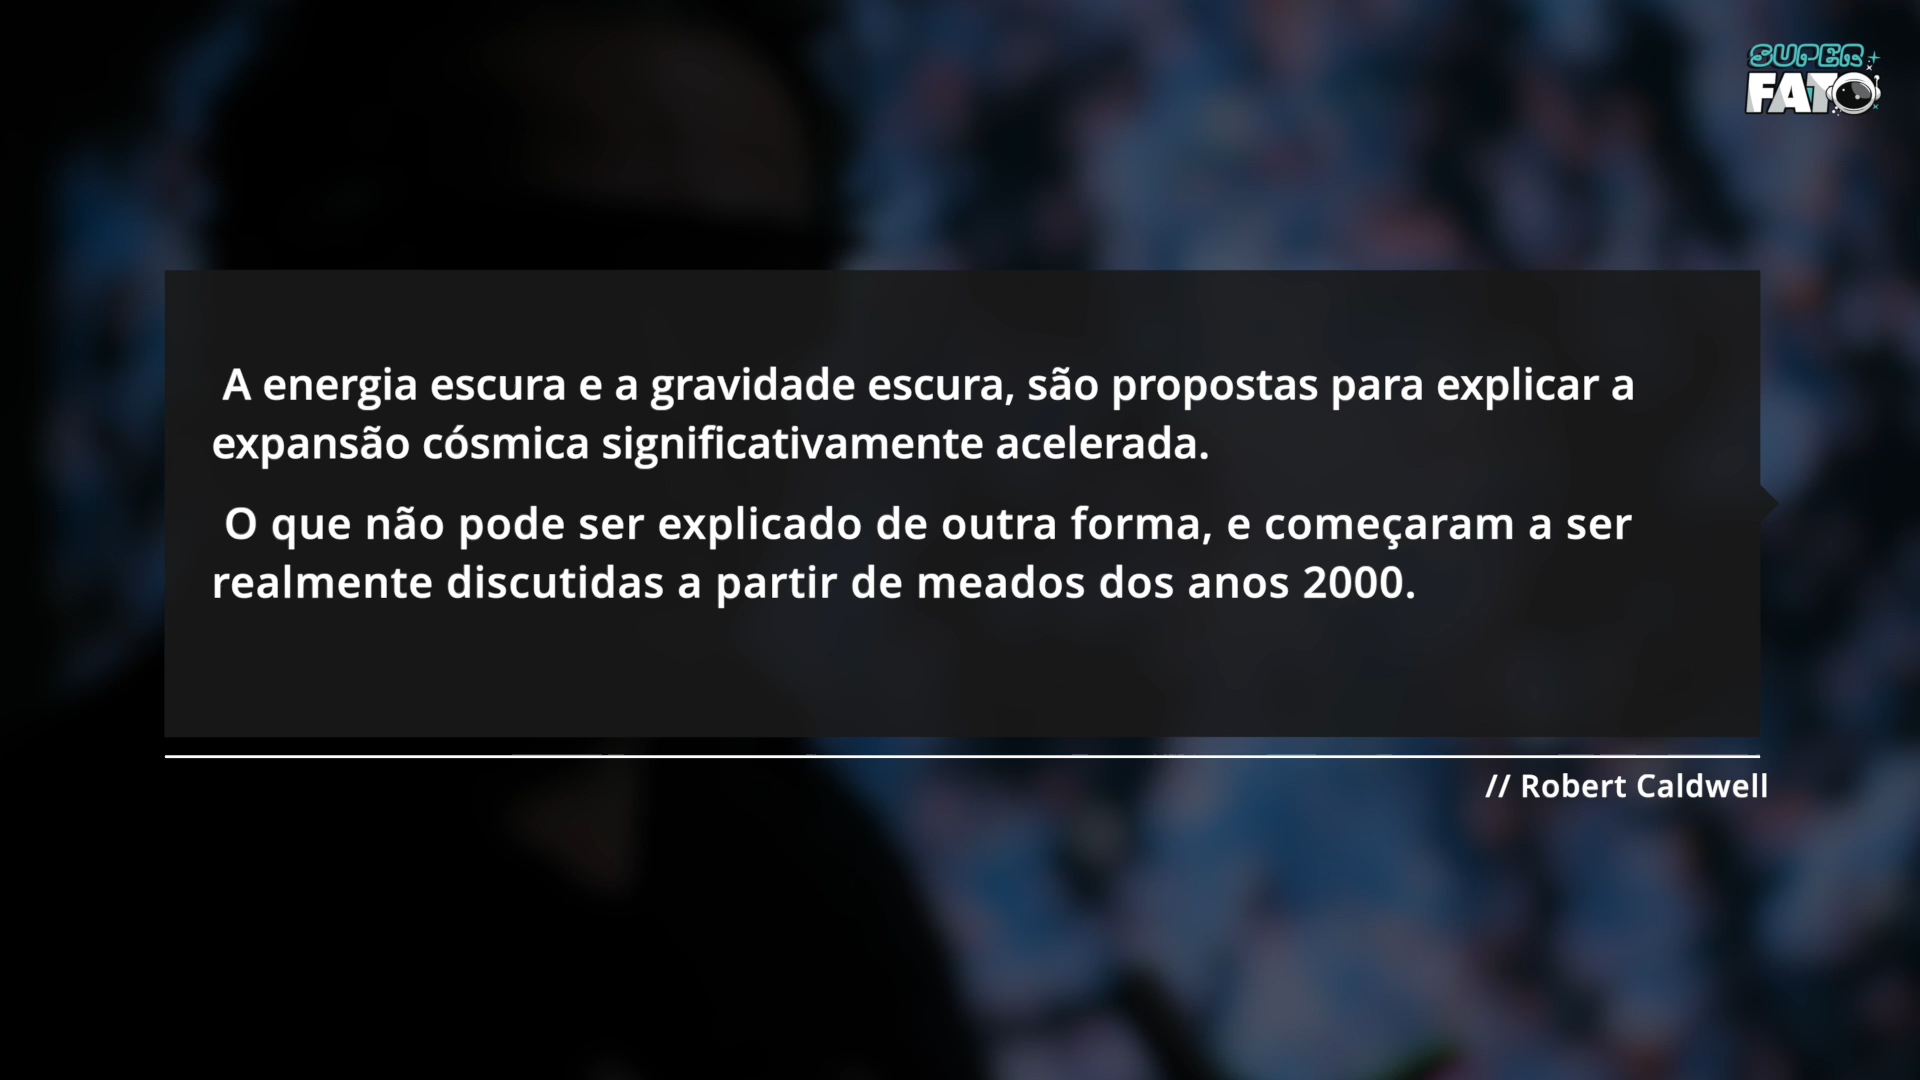 SUPER
FATO
A energia escura e a gravidade escura, são propostas para explicar a
expansão cósmica significativamente acelerada.
O que não pode ser explicado de outra forma, e começaram a ser
realmente discutidas a partir de meados dos anos 2000.
// Robert Caldwell